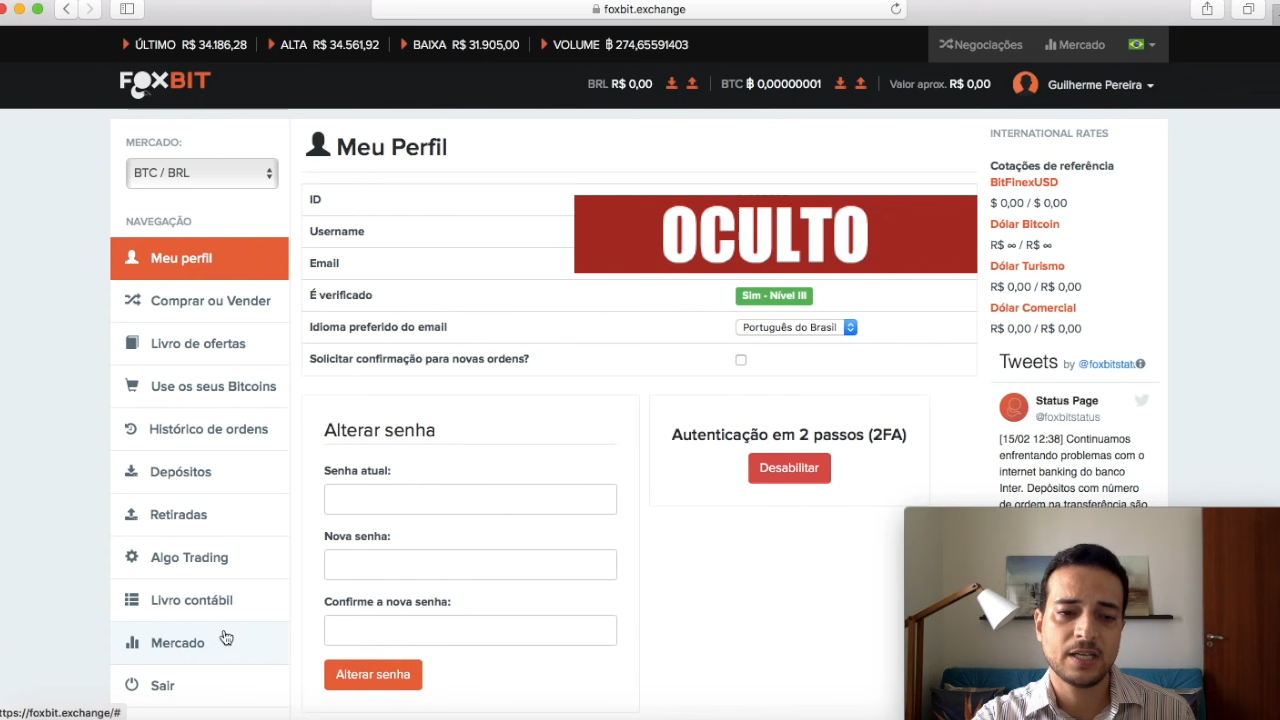 foxbit.exchange
ÚLTIMO R$ 34.186,28 ALTA R$ 34.561,92 BAIXA R$ 31.905,00 VOLUME ฿ 274,65591403
Negociações Mercado
FOXBIT
BRL R$ 0,00 BTC ฿ 0,00000001 Valor aprox. R$ 0,00 Guilherme Pereira
MERCADO:
BTC / BRL
NAVEGAÇÃO
Meu perfil
Comprar ou Vender
Livro de ofertas
Use os seus Bitcoins
Histórico de ordens
Depósitos
Retiradas
Algo Trading
Livro contábil
Mercado
Sair
Meu Perfil
ID
Username
Email
OCULTO
É verificado Sim - Nível III
Idioma preferido do email Português do Brasil
Solicitar confirmação para novas ordens?
Alterar senha
Senha atual:
Nova senha:
Confirme a nova senha:
Alterar senha
Autenticação em 2 passos (2FA)
Desabilitar
INTERNATIONAL RATES
Cotações de referência
BitFinexUSD
$ 0,00 / $ 0,00
Dólar Bitcoin
R$ ∞ / R$ ∞
Dólar Turismo
R$ 0,00 / R$ 0,00
Dólar Comercial
R$ 0,00 / R$ 0,00
Tweets by @foxbitstatu
Status Page
@foxbitstatus
[15/02 12:38] Continuamos
enfrentando problemas com o
internet banking do banco
Inter. Depósitos com número
de ordem na transferência são
ttps://foxbit.exchange/#